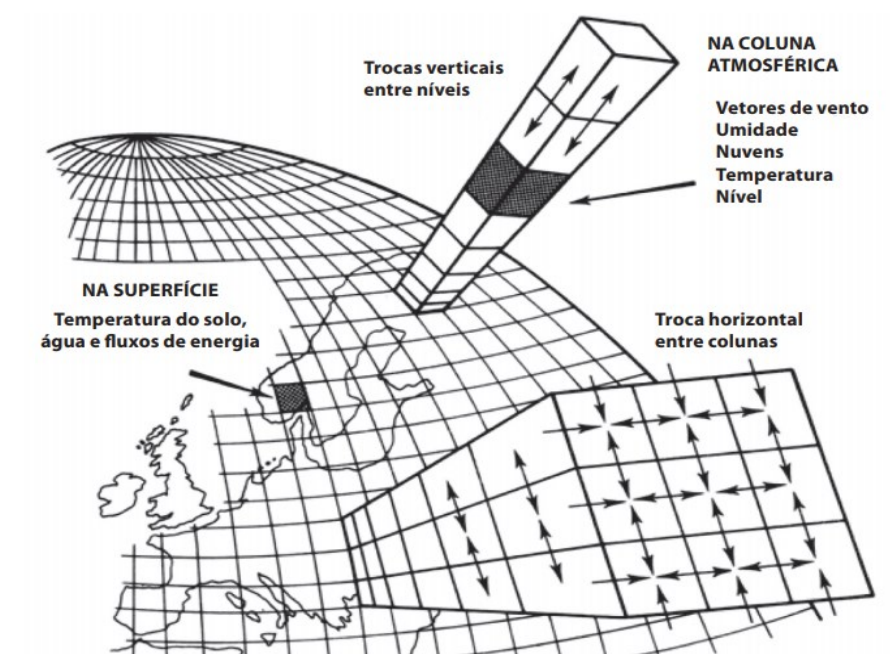 Trocas verticais
entre níveis
NA COLUNA
ATMOSFÉRICA
Vetores de vento
Umidade
Nuvens
Temperatura
Nível
NA SUPERFÍCIE
Temperatura do solo,
água e fluxos de energia
Troca horizontal
entre colunas